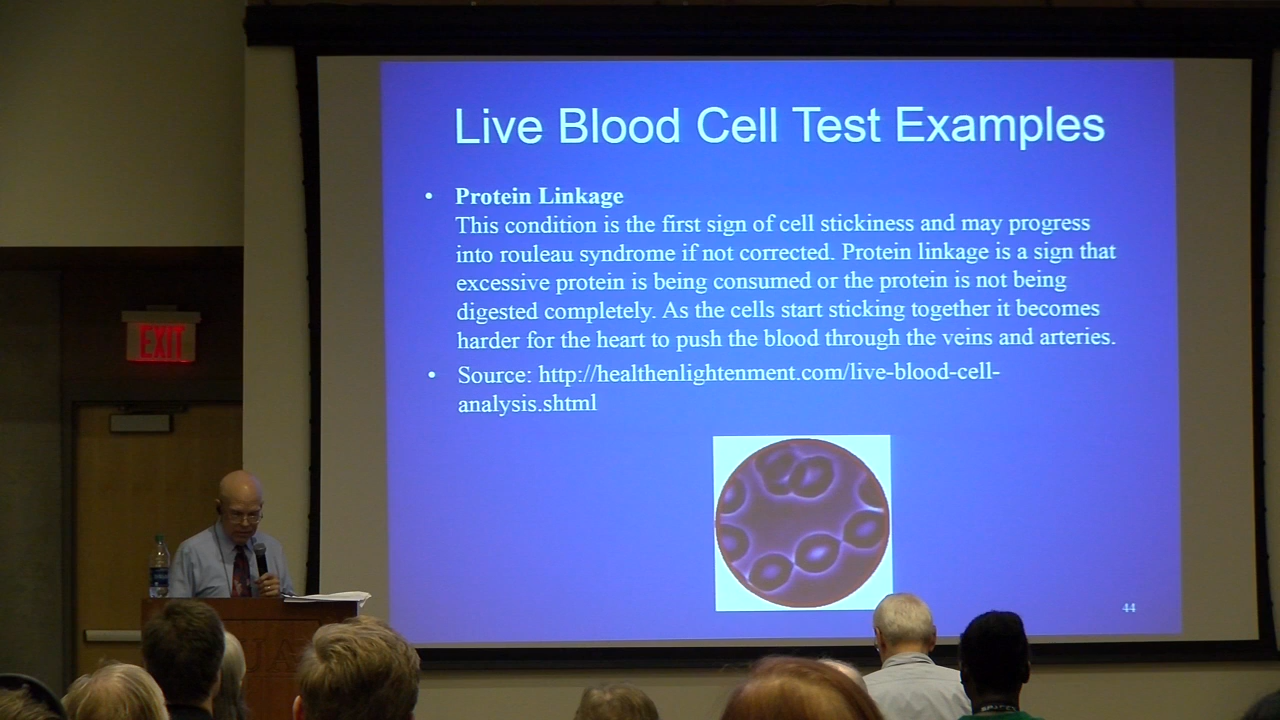 Live Blood Cell Test Examples
• Protein Linkage
This condition is the first sign of cell stickiness and may progress
into rouleau syndrome if not corrected. Protein linkage is a sign that
excessive protein is being consumed or the protein is not being
digested completely. As the cells start sticking together it becomes
harder for the heart to push the blood through the veins and arteries.
• Source: http://healthenlightenment.com/live-blood-cell-
analysis.shtml
EXIT
44